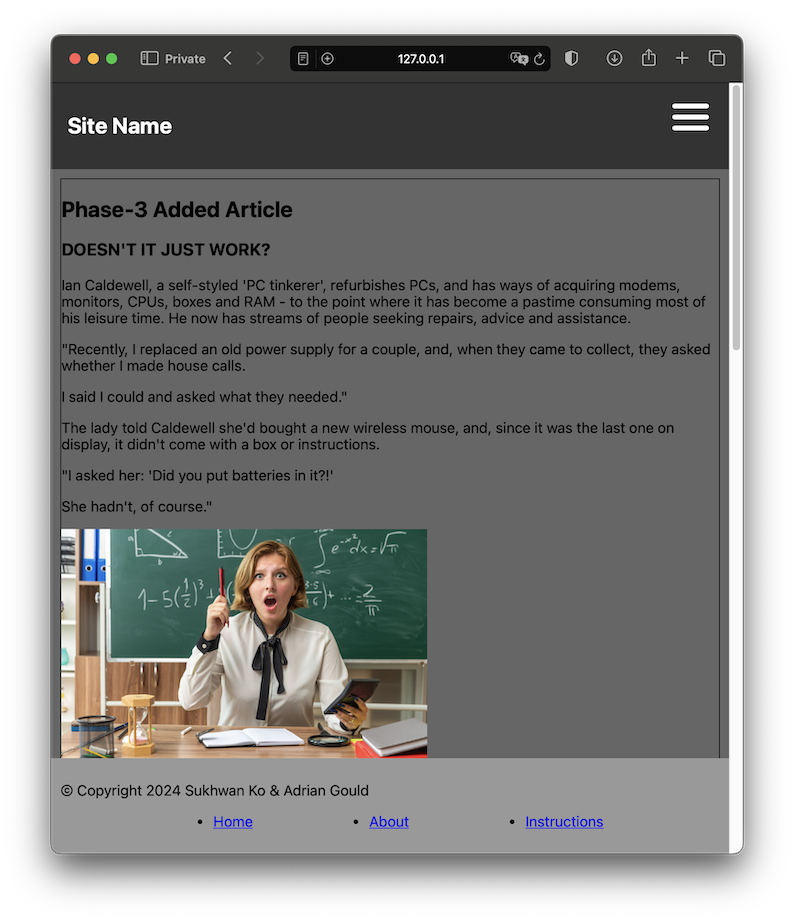 Private
127.0.0.1
Site Name
Phase-3 Added Article
DOESN'T IT JUST WORK?
Ian Caldewell, a self-styled 'PC tinkerer', refurbishes PCs, and has ways of acquiring modems,
monitors, CPUs, boxes and RAM - to the point where it has become a pastime consuming most of
his leisure time. He now has streams of people seeking repairs, advice and assistance.
"Recently, I replaced an old power supply for a couple, and, when they came to collect, they asked
whether I made house calls.
I said I could and asked what they needed."
The lady told Caldewell she'd bought a new wireless mouse, and, since it was the last one on
display, it didn't come with a box or instructions.
"I asked her: 'Did you put batteries in it?!'
She hadn't, of course."
© Copyright 2024 Sukhwan Ko & Adrian Gould
• Home • About • Instructions